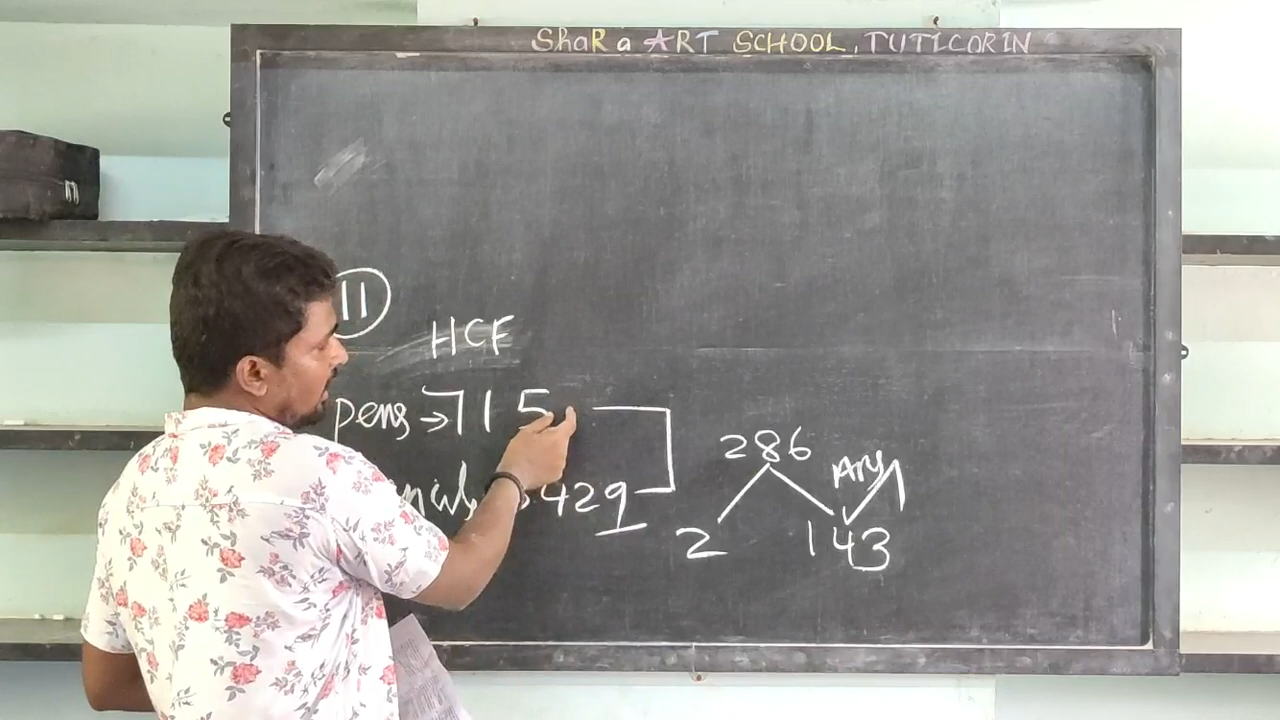 ShaRa ART SCHOOL, TUTICORIN
11
HCF
pens → 715
429
286
Ans
2 143